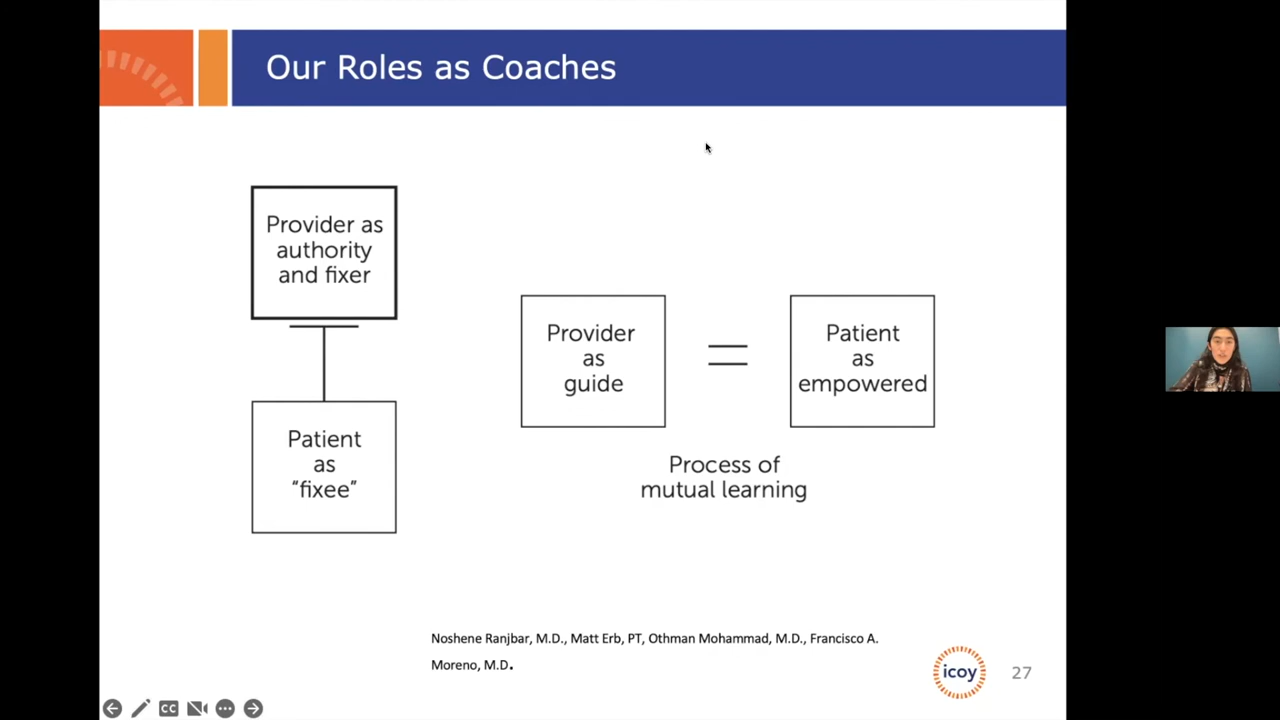 Our Roles as Coaches
Provider as
authority
and fixer
Patient
as
“fixee”
Provider
as
guide
=
Patient
as
empowered
Process of
mutual learning
Noshene Ranjbar, M.D., Matt Erb, PT, Othman Mohammad, M.D., Francisco A.
Moreno, M.D.
icoy
27
CC